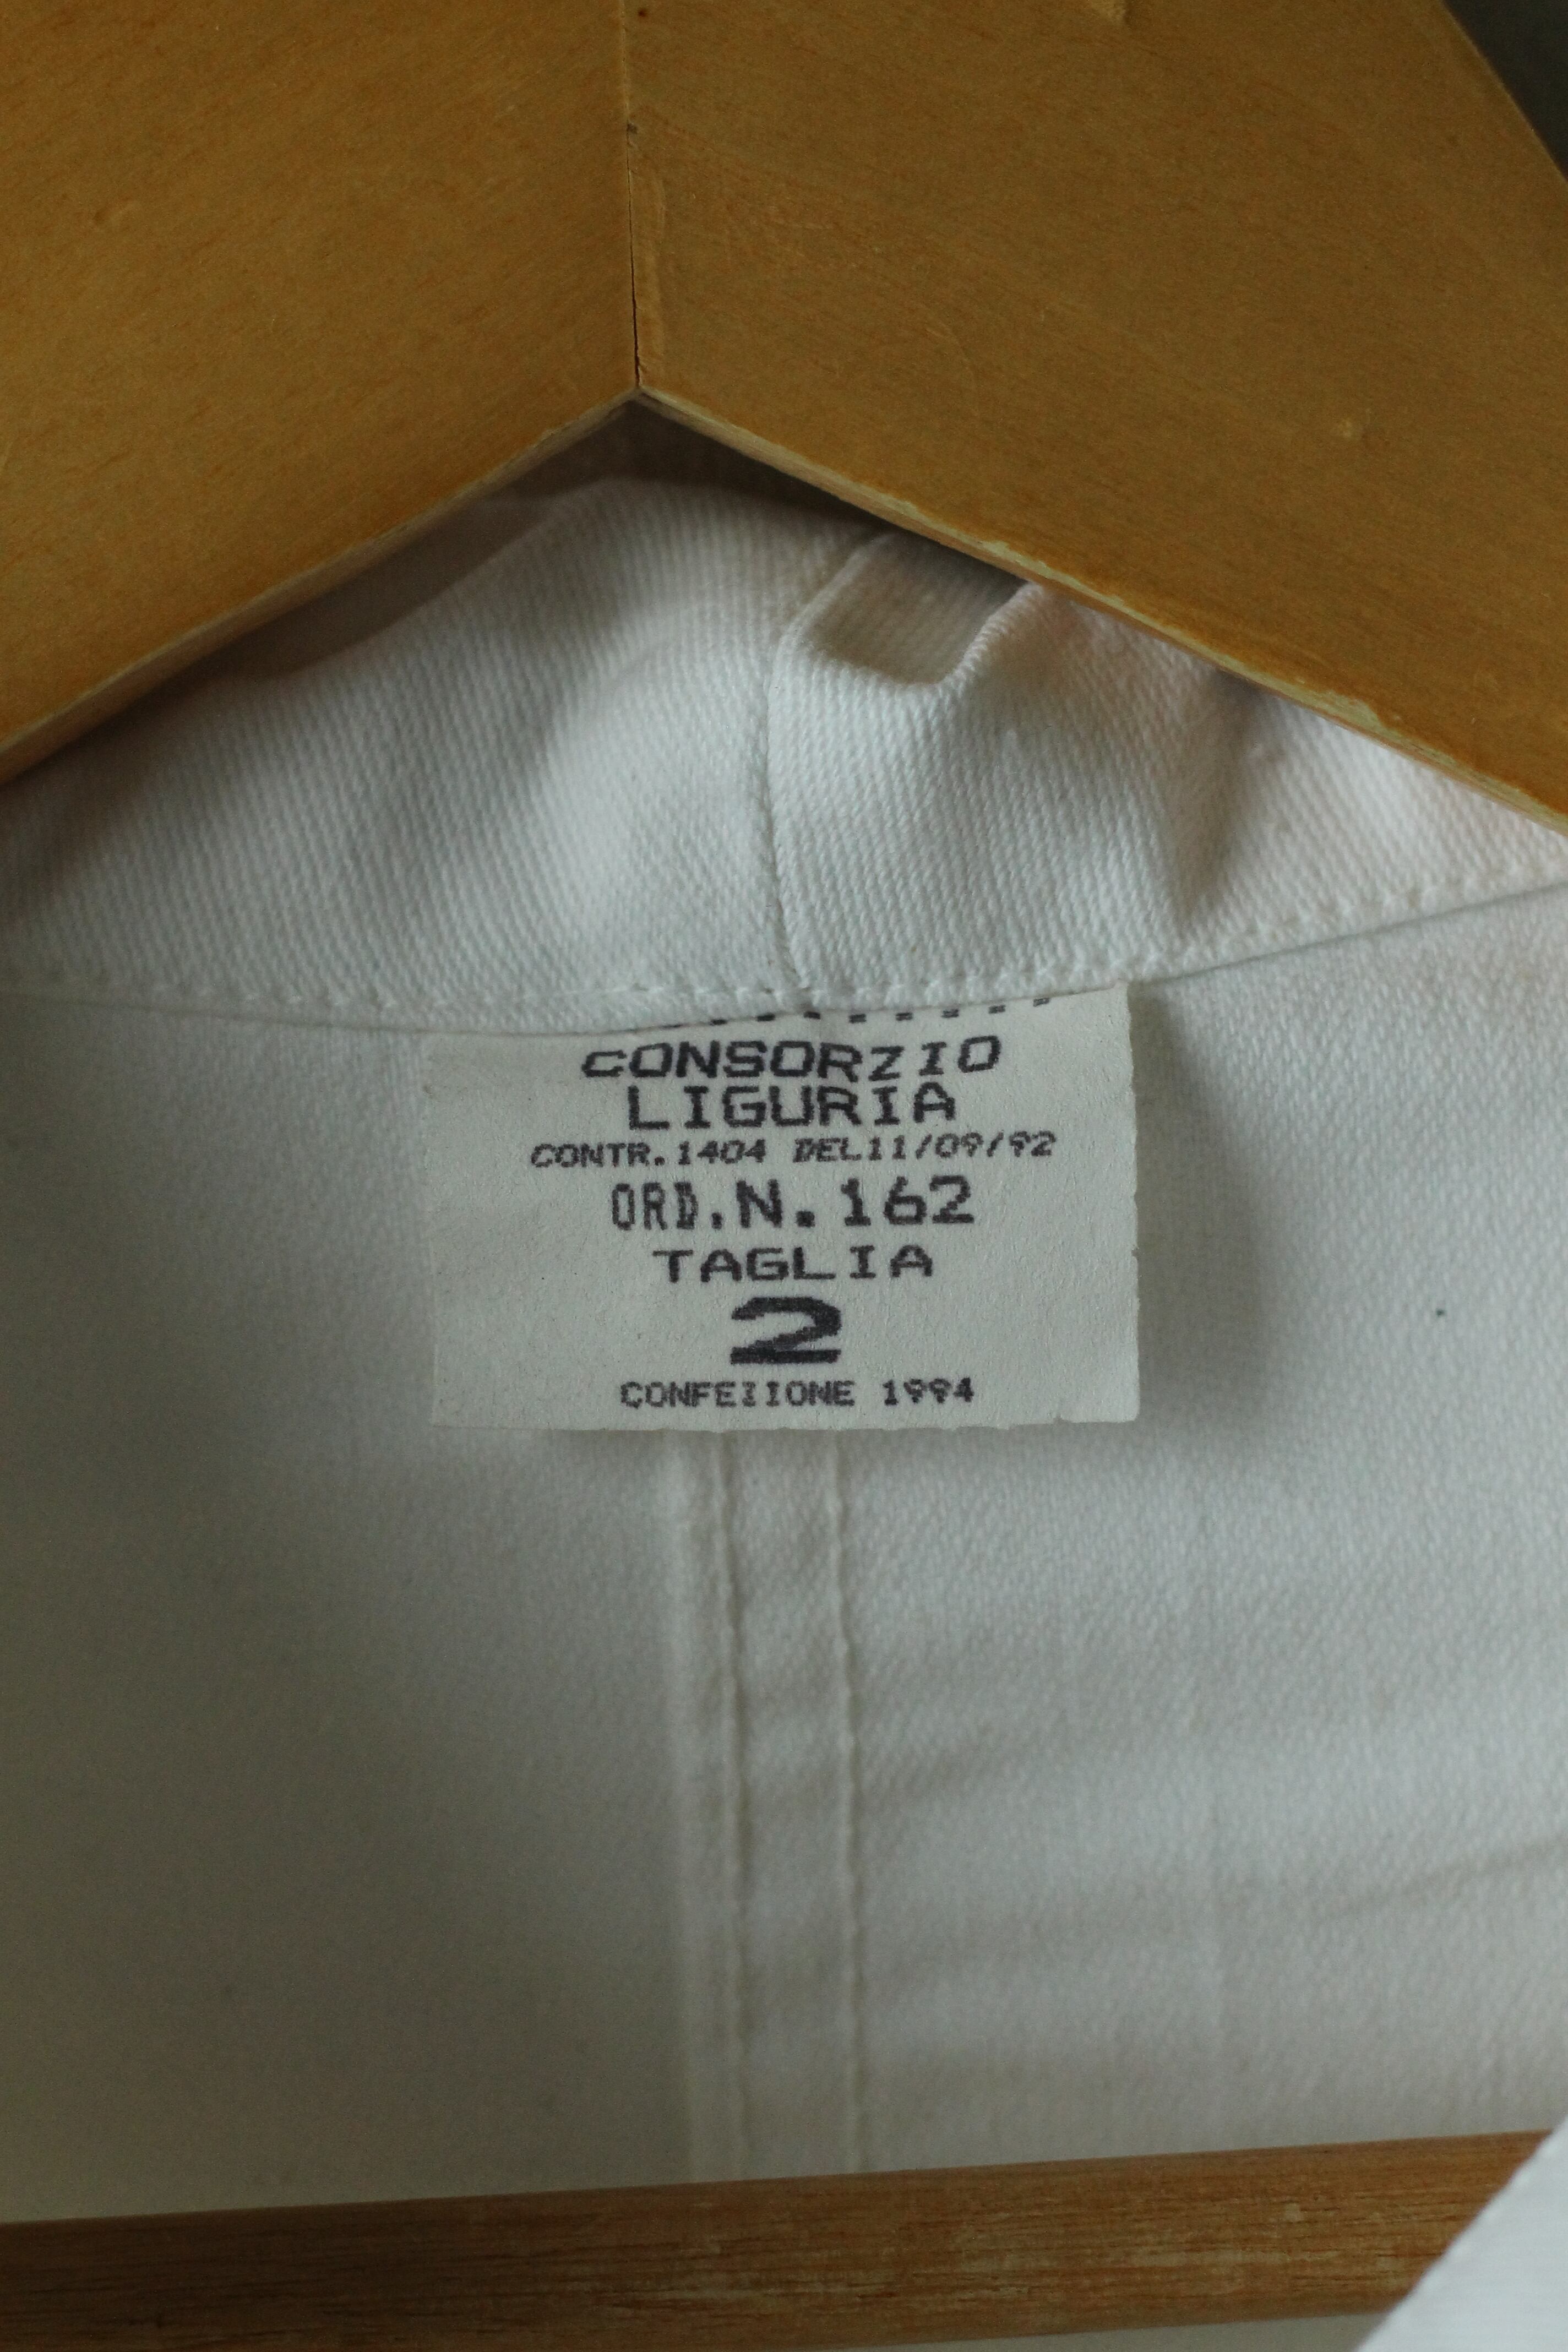 CONSORZIO
LIGURIA
CONTR.1404 DEL11/09/92
ORD.N.162
TAGLIA
2
CONFEZIONE 1994